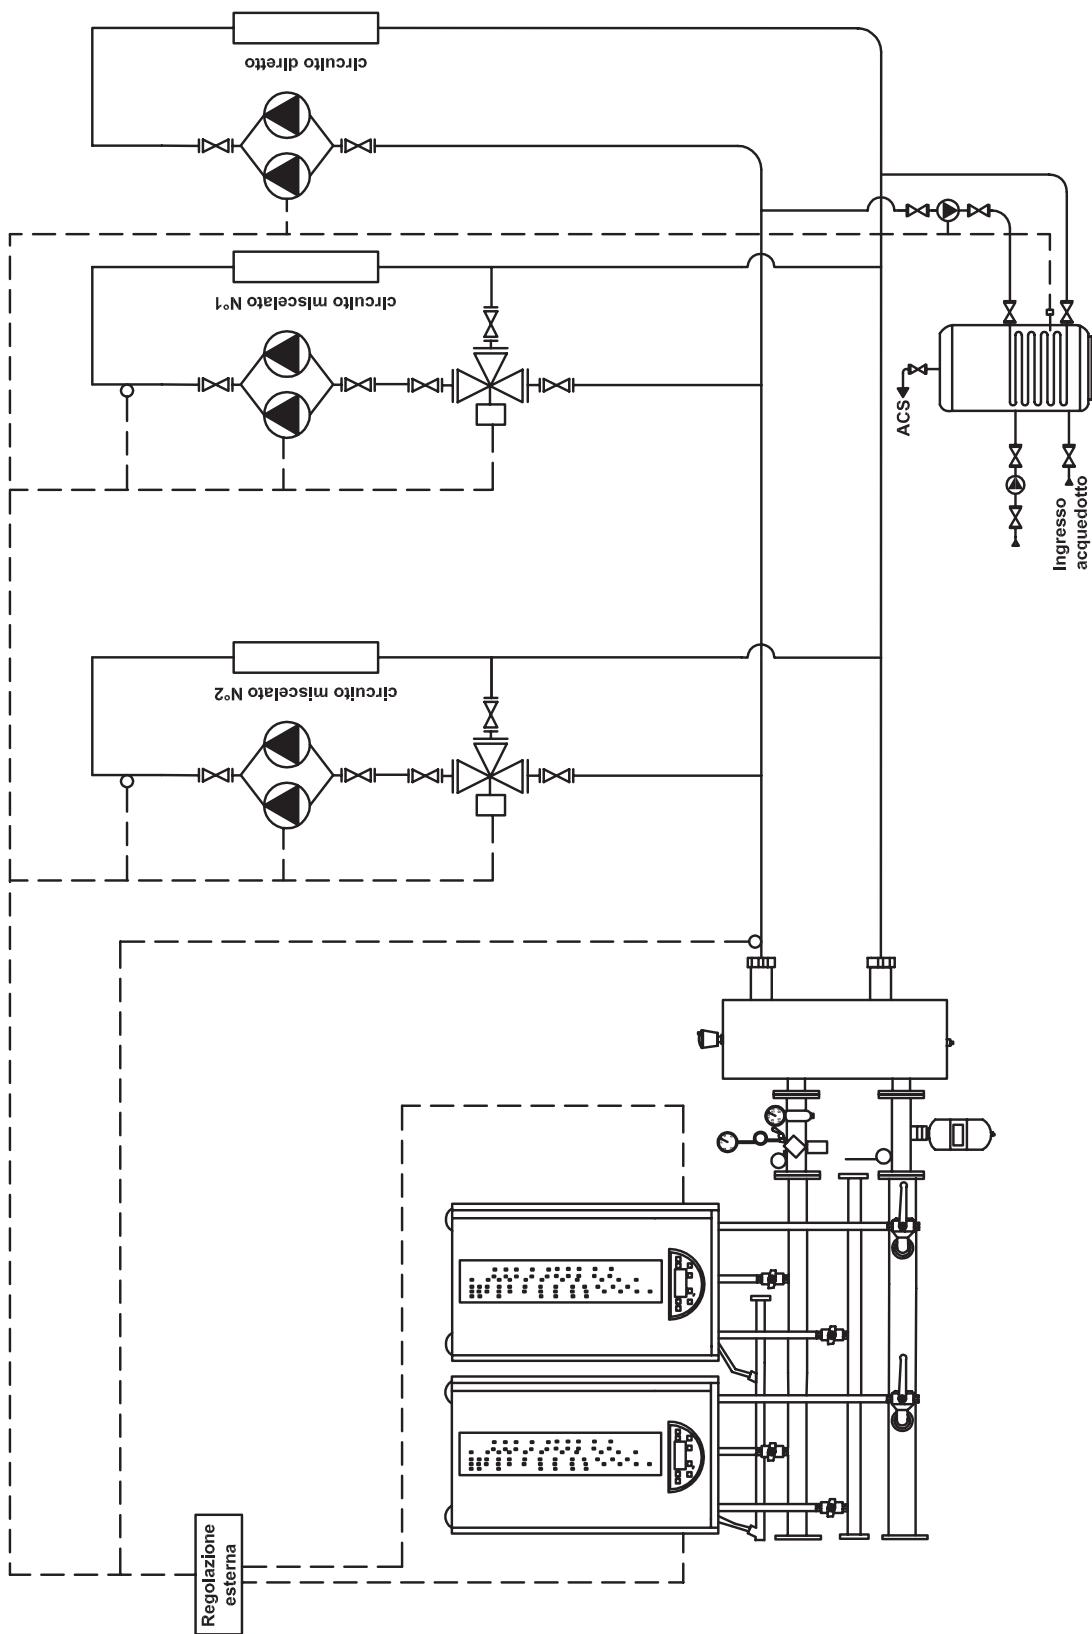 circuito diretto
circuito miscelato N°1
ACS
Ingresso
acquedotto
circuito miscelato N°2
Regolazione
esterna